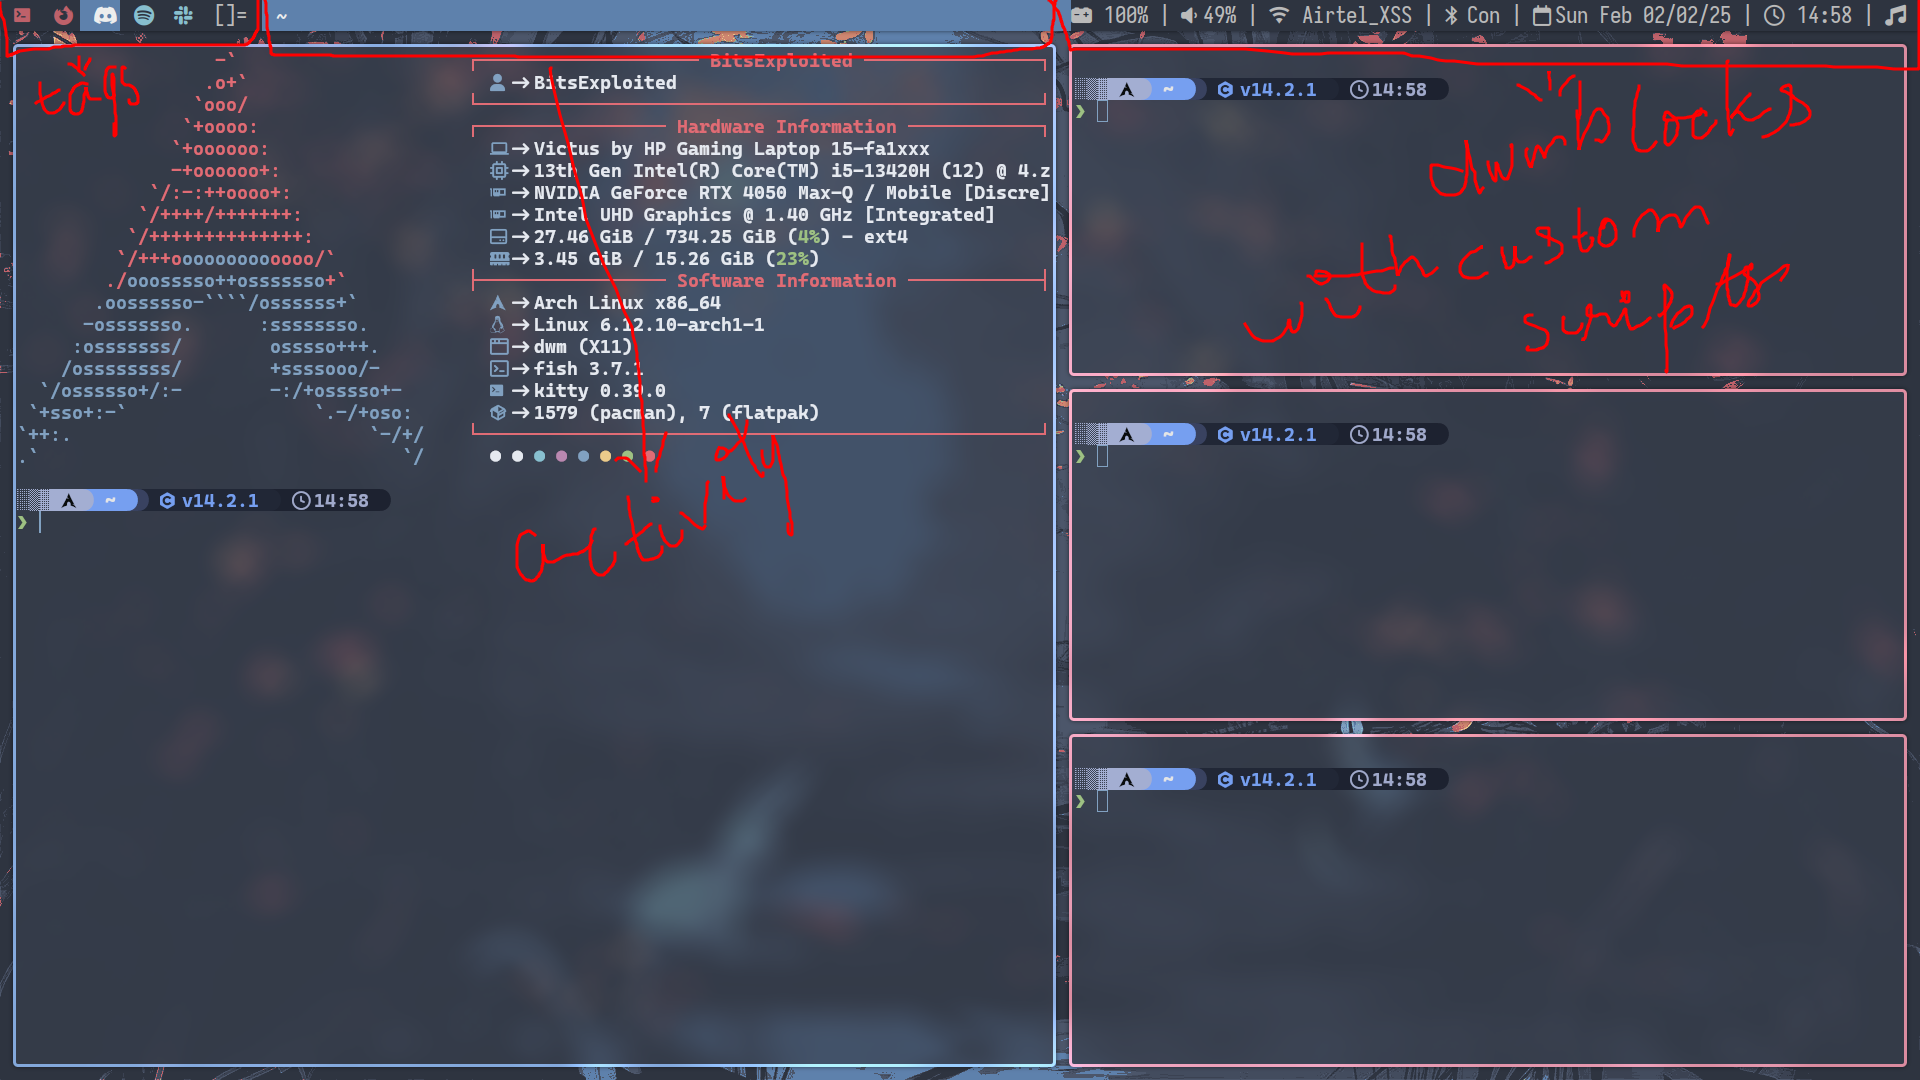 []= ~ 100% | 49% | Airtel_XSS | Con | Sun Feb 02/02/25 | 14:58 |
tags
activity
dwmblocks
with custom
scripts
-`
.o+`
`ooo/
`+oooo:
`+oooooo:
-+oooooo+:
`/:-:++oooo+:
`/++++/+++++++:
`/++++++++++++++:
`/+++ooooooooooooo/`
./ooosssso++osssssso+`
.oossssso-````/ossssss+`
-osssssso. :ssssssso.
:osssssss/ osssso+++.
/ossssssss/ +ssssooo/-
`/ossssso+/:- -:/+osssso+-
`+sso+:-` `.-/+oso:
`++:. `-/+/
.` `/
BitsExploited
BitsExploited
Hardware Information
Victus by HP Gaming Laptop 15-fa1xxx
13th Gen Intel(R) Core(TM) i5-13420H (12) @ 4.z
NVIDIA GeForce RTX 4050 Max-Q / Mobile [Discre]
Intel UHD Graphics @ 1.40 GHz [Integrated]
27.46 GiB / 734.25 GiB (4%) - ext4
3.45 GiB / 15.26 GiB (23%)
Software Information
Arch Linux x86_64
Linux 6.12.10-arch1-1
dwm (X11)
fish 3.7.1
kitty 0.39.0
1579 (pacman), 7 (flatpak)
~ v14.2.1 14:58
❯
~ v14.2.1 14:58
❯
~ v14.2.1 14:58
❯
~ v14.2.1 14:58
❯